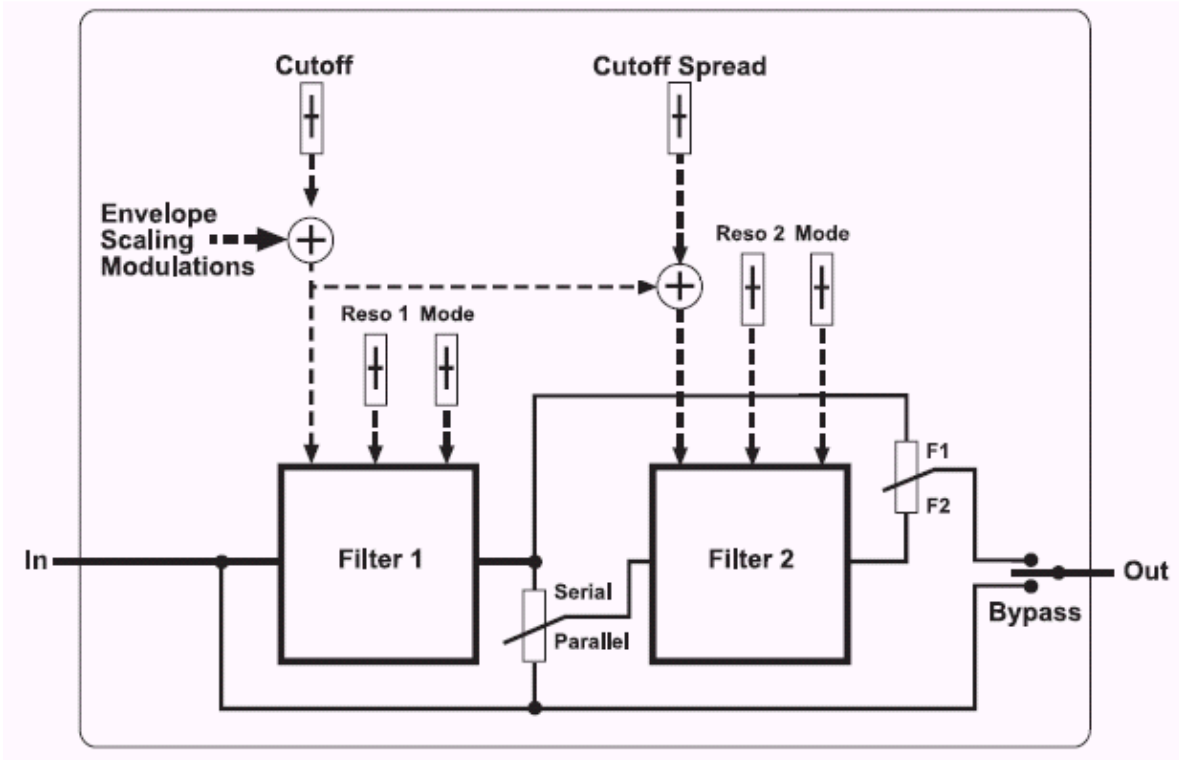 Cutoff
Cutoff Spread
Envelope
Scaling
Modulations
Reso 2 Mode
Reso 1 Mode
F1
F2
In
Filter 1
Filter 2
Serial
Parallel
Out
Bypass